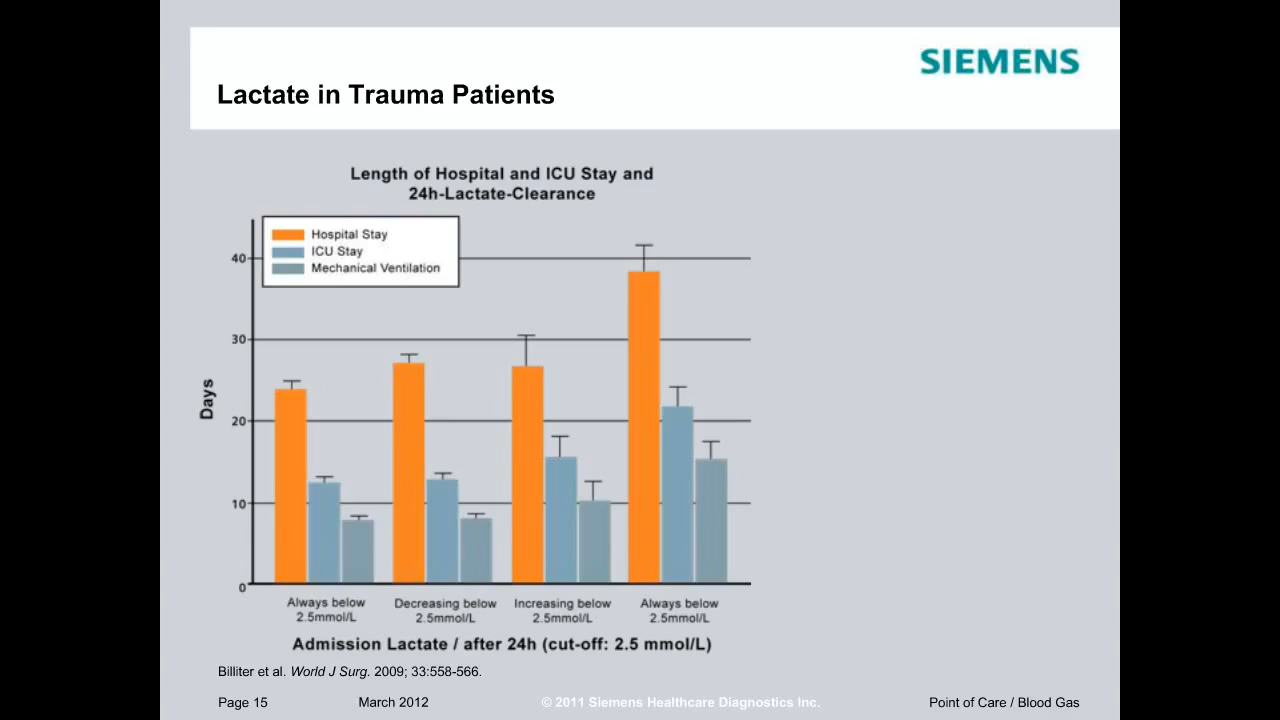 SIEMENS
Lactate in Trauma Patients
Length of Hospital and ICU Stay and
24h-Lactate-Clearance
Hospital Stay
ICU Stay
Mechanical Ventilation
40
30
20
10
0
Days
Always below
2.5mmol/L
Decreasing below
2.5mmol/L
Increasing below
2.5mmol/L
Always below
2.5mmol/L
Admission Lactate / after 24h (cut-off: 2.5 mmol/L)
Billiter et al. World J Surg. 2009; 33:558-566.
Page 15 March 2012 © 2011 Siemens Healthcare Diagnostics Inc. Point of Care / Blood Gas